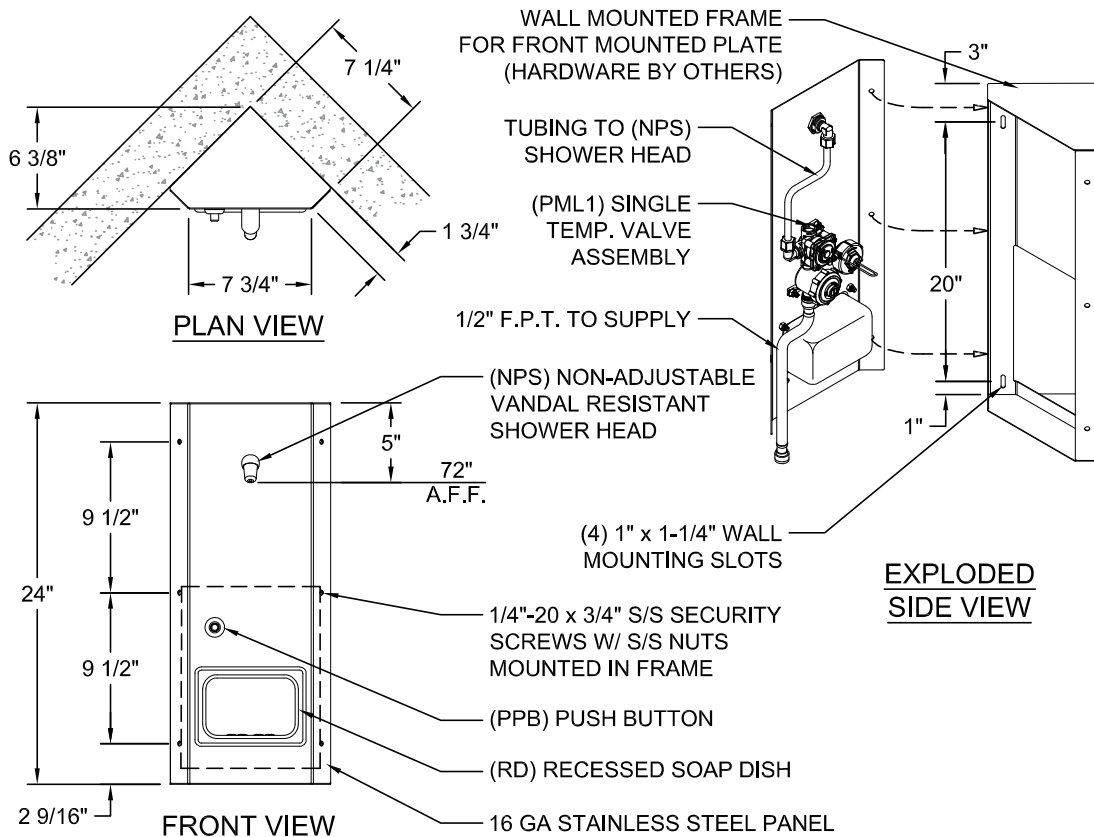 7 1/4"
6 3/8"
1 3/4"
7 3/4"
PLAN VIEW
WALL MOUNTED FRAME
FOR FRONT MOUNTED PLATE
(HARDWARE BY OTHERS)
3"
TUBING TO (NPS)
SHOWER HEAD
(PML1) SINGLE
TEMP. VALVE
ASSEMBLY
20"
1/2" F.P.T. TO SUPPLY
1"
(4) 1" x 1-1/4" WALL
MOUNTING SLOTS
EXPLODED
SIDE VIEW
(NPS) NON-ADJUSTABLE
VANDAL RESISTANT
SHOWER HEAD
5"
72"
A.F.F.
9 1/2"
24"
9 1/2"
1/4"-20 x 3/4" S/S SECURITY
SCREWS W/ S/S NUTS
MOUNTED IN FRAME
(PPB) PUSH BUTTON
(RD) RECESSED SOAP DISH
2 9/16"
16 GA STAINLESS STEEL PANEL
FRONT VIEW